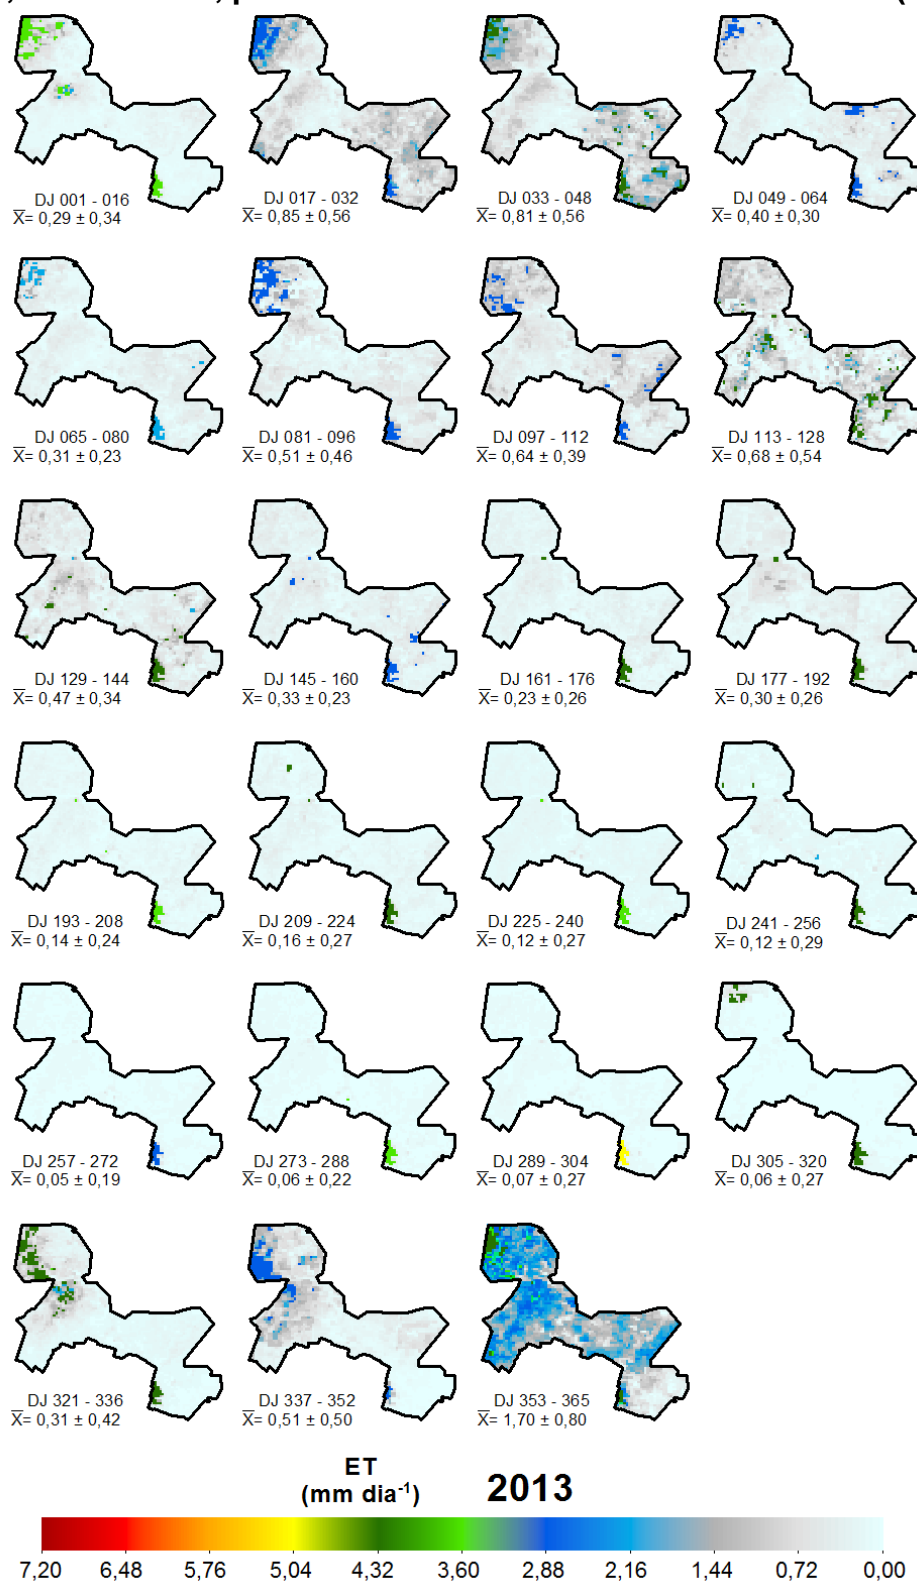 DJ 001 - 016
X̅= 0,29 ± 0,34
DJ 017 - 032
X̅= 0,85 ± 0,56
DJ 033 - 048
X̅= 0,81 ± 0,56
DJ 049 - 064
X̅= 0,40 ± 0,30
DJ 065 - 080
X̅= 0,31 ± 0,23
DJ 081 - 096
X̅= 0,51 ± 0,46
DJ 097 - 112
X̅= 0,64 ± 0,39
DJ 113 - 128
X̅= 0,68 ± 0,54
DJ 129 - 144
X̅= 0,47 ± 0,34
DJ 145 - 160
X̅= 0,33 ± 0,23
DJ 161 - 176
X̅= 0,23 ± 0,26
DJ 177 - 192
X̅= 0,30 ± 0,26
DJ 193 - 208
X̅= 0,14 ± 0,24
DJ 209 - 224
X̅= 0,16 ± 0,27
DJ 225 - 240
X̅= 0,12 ± 0,27
DJ 241 - 256
X̅= 0,12 ± 0,29
DJ 257 - 272
X̅= 0,05 ± 0,19
DJ 273 - 288
X̅= 0,06 ± 0,22
DJ 289 - 304
X̅= 0,07 ± 0,27
DJ 305 - 320
X̅= 0,06 ± 0,27
DJ 321 - 336
X̅= 0,31 ± 0,42
DJ 337 - 352
X̅= 0,51 ± 0,50
DJ 353 - 365
X̅= 1,70 ± 0,80
ET
(mm dia⁻¹) 2013
7,20 6,48 5,76 5,04 4,32 3,60 2,88 2,16 1,44 0,72 0,00